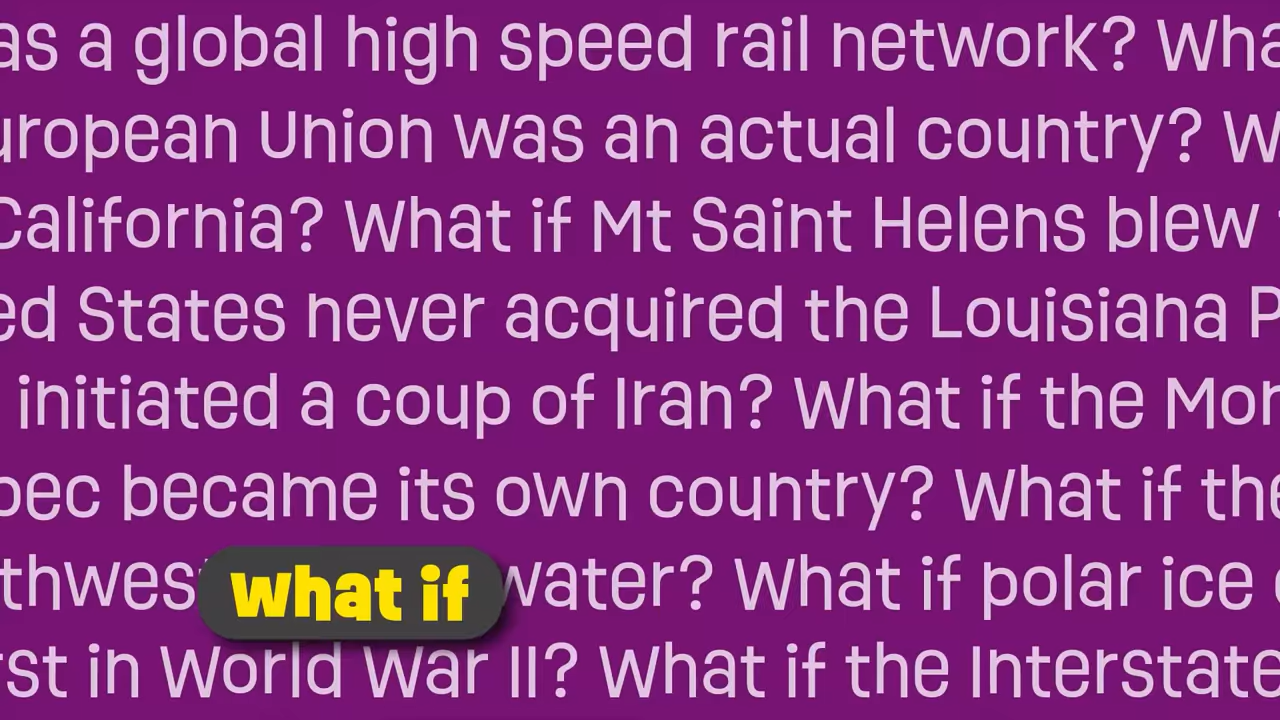 as a global high speed rail network? Wha
uropean Union was an actual country? W
California? What if Mt Saint Helens blew
ed States never acquired the Louisiana P
initiated a coup of Iran? What if the Mor
bec became its own country? What if the
thwes what if water? What if polar ice c
rst in World War II? What if the Interstate